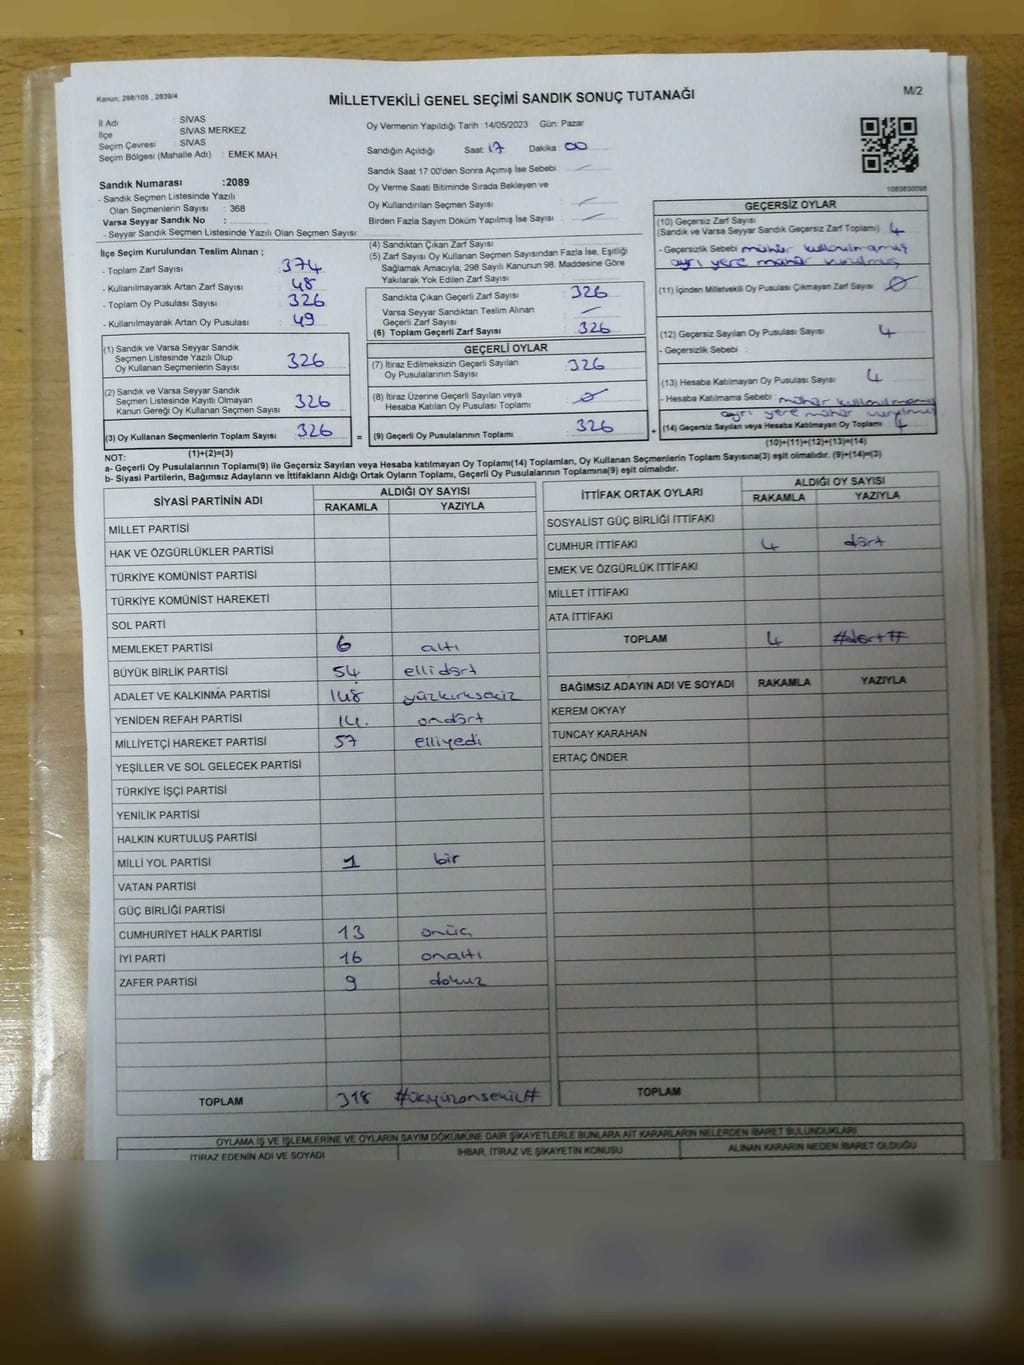 Kanun, 298/105 , 2839/4
MİLLETVEKİLİ GENEL SEÇİMİ SANDIK SONUÇ TUTANAĞI
M/2
İl Adı : SİVAS
İlçe SİVAS MERKEZ
Seçim Çevresi : SİVAS
Seçim Bölgesi (Mahalle Adı) : EMEK MAH
Oy Vermenin Yapıldığı Tarih : 14/05/2023 Gün: Pazar
Sandığın Açıldığı Saat: 17 Dakika : 00
Sandık Saat 17:00'den Sonra Açımış İse Sebebi :
Oy Verme Saati Bitiminde Sırada Bekleyen ve
Oy Kullandırılan Seçmen Sayısı :
Birden Fazla Sayım Döküm Yapılmış İse Sayısı :
Sandık Numarası :2089
- Sandık Seçmen Listesinde Yazılı
Olan Seçmenlerin Sayısı : 368
Varsa Seyyar Sandık No :
- Seyyar Sandık Seçmen Listesinde Yazılı Olan Seçmen Sayısı:
İlçe Seçim Kurulundan Teslim Alınan ;
- Toplam Zarf Sayısı : 374
- Kullanılmayarak Artan Zarf Sayısı : 48
- Toplam Oy Pusulası Sayısı : 326
- Kullanılmayarak Artan Oy Pusulası : 49
(1) Sandık ve Varsa Seyyar Sandık
Seçmen Listesinde Yazılı Olup
Oy Kullanan Seçmenlerin Sayısı : 326
(2) Sandık ve Varsa Seyyar Sandık
Seçmen Listesinde Kayıtlı Olmayan
Kanun Gereği Oy Kullanan Seçmen Sayısı : 326
(3) Oy Kullanan Seçmenlerin Toplam Sayısı : 326 =
(1)+(2)=(3)
(4) Sandıktan Çıkan Zarf Sayısı :
(5) Zarf Sayısı Oy Kullanan Seçmen Sayısından Fazla İse, Eşitliği
Sağlamak Amacıyla; 298 Sayılı Kanunun 98. Maddesine Göre
Yakılarak Yok Edilen Zarf Sayısı :
Sandıkta Çıkan Geçerli Zarf Sayısı : 326
Varsa Seyyar Sandıktan Teslim Alınan
Geçerli Zarf Sayısı :
(6) Toplam Geçerli Zarf Sayısı : 326
GEÇERLİ OYLAR
(7) İtiraz Edilmeksizin Geçerli Sayılan
Oy Pusulalarının Sayısı : 326
(8) İtiraz Üzerine Geçerli Sayılan veya
Hesaba Katılan Oy Pusulası Toplamı : Ø
(9) Geçerli Oy Pusulalarının Toplamı : 326 +
1083830098
GEÇERSİZ OYLAR
(10) Geçersiz Zarf Sayısı
(Sandık ve Varsa Seyyar Sandık Geçersiz Zarf Toplamı) : 4
- Geçersizlik Sebebi : mühür kullanılmamış
ayrı yere mühür vurulmuş
(11) İçinden Milletvekili Oy Pusulası Çıkmayan Zarf Sayısı : Ø
(12) Geçersiz Sayılan Oy Pusulası Sayısı : 4
- Geçersizlik Sebebi :
(13) Hesaba Katılmayan Oy Pusulası Sayısı : 4
- Hesaba Katılmama Sebebi : mühür kullanılmamış
ayrı yere mühür vurulmuş
(14) Geçersiz Sayılan veya Hesaba Katılmayan Oy Toplamı : 4
(10)+(11)+(12)+(13)=(14)
NOT:
a- Geçerli Oy Pusulalarının Toplamı(9) ile Geçersiz Sayılan veya Hesaba katılmayan Oy Toplamı(14) Toplamları, Oy Kullanan Seçmenlerin Toplam Sayısına(3) eşit olmalıdır. (9)+(14)=(3)
b- Siyasi Partilerin, Bağımsız Adayların ve İttifakların Aldığı Ortak Oyların Toplamı, Geçerli Oy Pusulalarının Toplamına(9) eşit olmalıdır.
SİYASİ PARTİNİN ADI ALDIĞI OY SAYISI
RAKAMLA YAZIYLA
MİLLET PARTİSİ
HAK VE ÖZGÜRLÜKLER PARTİSİ
TÜRKİYE KOMÜNİST PARTİSİ
TÜRKİYE KOMÜNİST HAREKETİ
SOL PARTİ
MEMLEKET PARTİSİ 6 altı
BÜYÜK BİRLİK PARTİSİ 54 ellidört
ADALET VE KALKINMA PARTİSİ 148 yüzkırksekiz
YENİDEN REFAH PARTİSİ 14. ondört
MİLLİYETÇİ HAREKET PARTİSİ 57 elliyedi
YEŞİLLER VE SOL GELECEK PARTİSİ
TÜRKİYE İŞÇİ PARTİSİ
YENİLİK PARTİSİ
HALKIN KURTULUŞ PARTİSİ
MİLLİ YOL PARTİSİ 1 bir
VATAN PARTİSİ
GÜÇ BİRLİĞİ PARTİSİ
CUMHURİYET HALK PARTİSİ 13 onüç
İYİ PARTİ 16 onaltı
ZAFER PARTİSİ 9 dokuz
TOPLAM 318 #üçyüzonsekiz#
İTTİFAK ORTAK OYLARI ALDIĞI OY SAYISI
RAKAMLA YAZIYLA
SOSYALİST GÜÇ BİRLİĞİ İTTİFAKI
CUMHUR İTTİFAKI 4 dört
EMEK VE ÖZGÜRLÜK İTTİFAKI
MİLLET İTTİFAKI
ATA İTTİFAKI
TOPLAM 4 #dört#
BAĞIMSIZ ADAYIN ADI VE SOYADI RAKAMLA YAZIYLA
KEREM OKYAY
TUNCAY KARAHAN
ERTAÇ ÖNDER
TOPLAM
OYLAMA İŞ VE İŞLEMLERİNE VE OYLARIN SAYIM DÖKÜMÜNE DAİR ŞİKAYETLERLE BUNLARA AİT KARARLARIN NELERDEN İBARET BULUNDUKLARI
İTİRAZ EDENİN ADI VE SOYADI İHBAR, İTİRAZ VE ŞİKAYETİN KONUSU ALINAN KARARIN NEDEN İBARET OLDUĞU